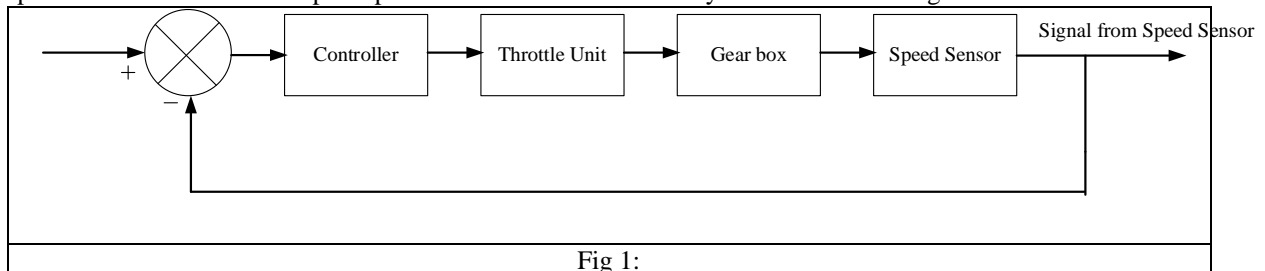 Signal from Speed Sensor
Controller
Throttle Unit
Gear box
Speed Sensor
+
−
Fig 1: